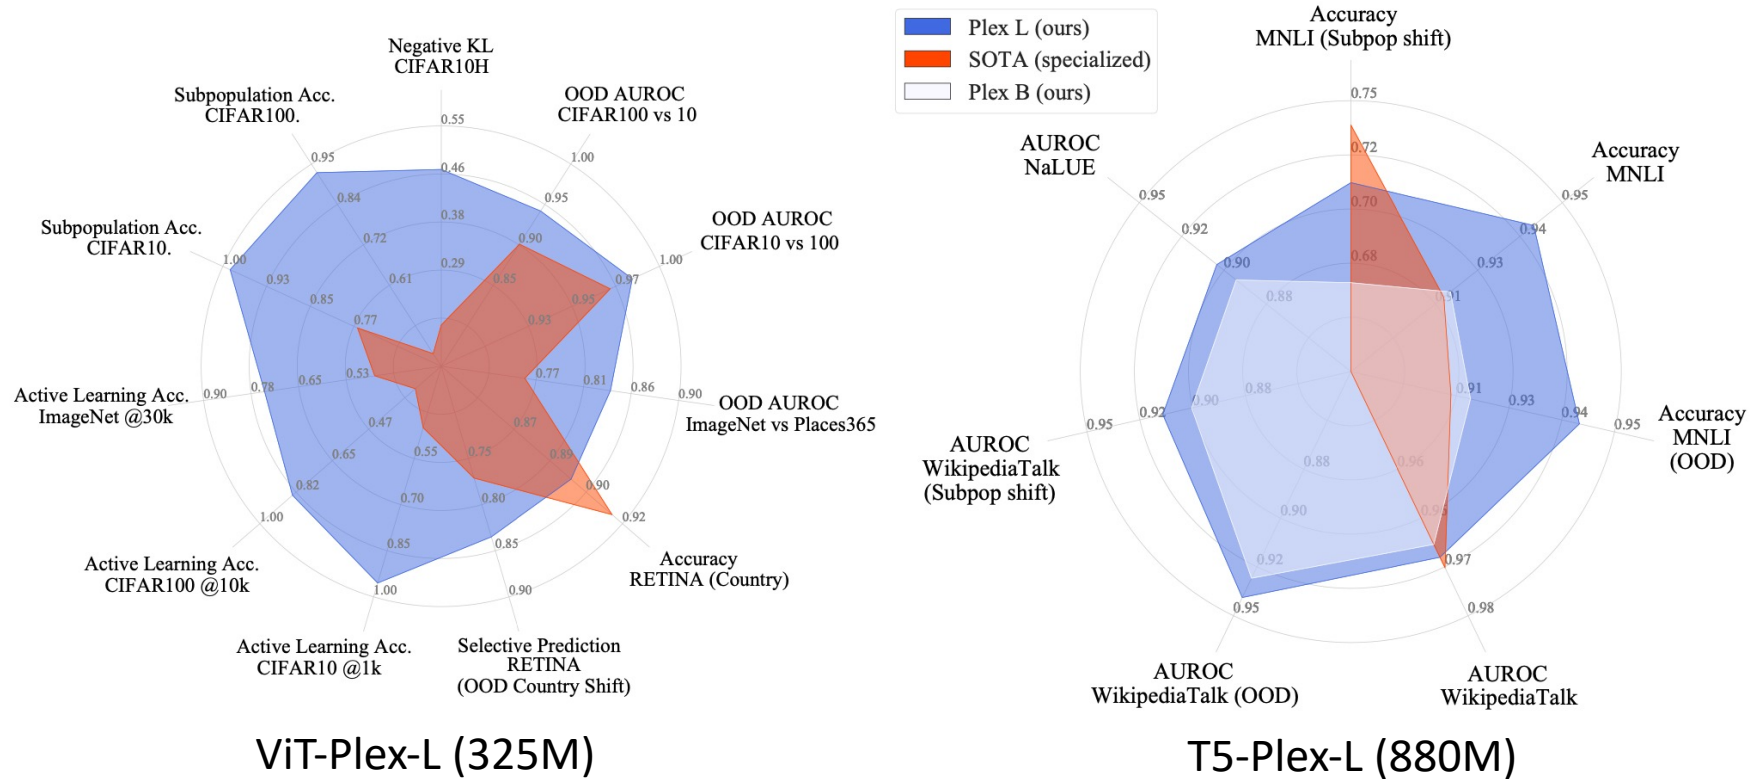 Negative KL
CIFAR10H
0.55
0.46
0.38
0.29
OOD AUROC
CIFAR100 vs 10
1.00
0.95
0.90
0.85
OOD AUROC
CIFAR10 vs 100
1.00
0.97
0.95
0.93
OOD AUROC
ImageNet vs Places365
0.90
0.86
0.81
0.77
Accuracy
RETINA (Country)
0.92
0.90
0.89
0.87
Selective Prediction
RETINA
(OOD Country Shift)
0.90
0.85
0.80
0.75
Active Learning Acc.
CIFAR10 @1k
1.00
0.85
0.70
0.55
Active Learning Acc.
CIFAR100 @10k
1.00
0.82
0.65
0.47
Active Learning Acc.
ImageNet @30k
0.90
0.78
0.65
0.53
Subpopulation Acc.
CIFAR10.
1.00
0.93
0.85
0.77
Subpopulation Acc.
CIFAR100.
0.95
0.84
0.72
0.61
ViT-Plex-L (325M)
Plex L (ours)
SOTA (specialized)
Plex B (ours)
Accuracy
MNLI (Subpop shift)
0.75
0.72
0.70
0.68
Accuracy
MNLI
0.95
0.94
0.93
0.91
Accuracy
MNLI
(OOD)
0.95
0.94
0.93
0.91
AUROC
WikipediaTalk
0.98
0.97
0.96
AUROC
WikipediaTalk (OOD)
0.95
0.92
0.90
0.88
AUROC
WikipediaTalk
(Subpop shift)
0.95
0.92
0.90
0.88
AUROC
NaLUE
0.95
0.92
0.90
0.88
T5-Plex-L (880M)